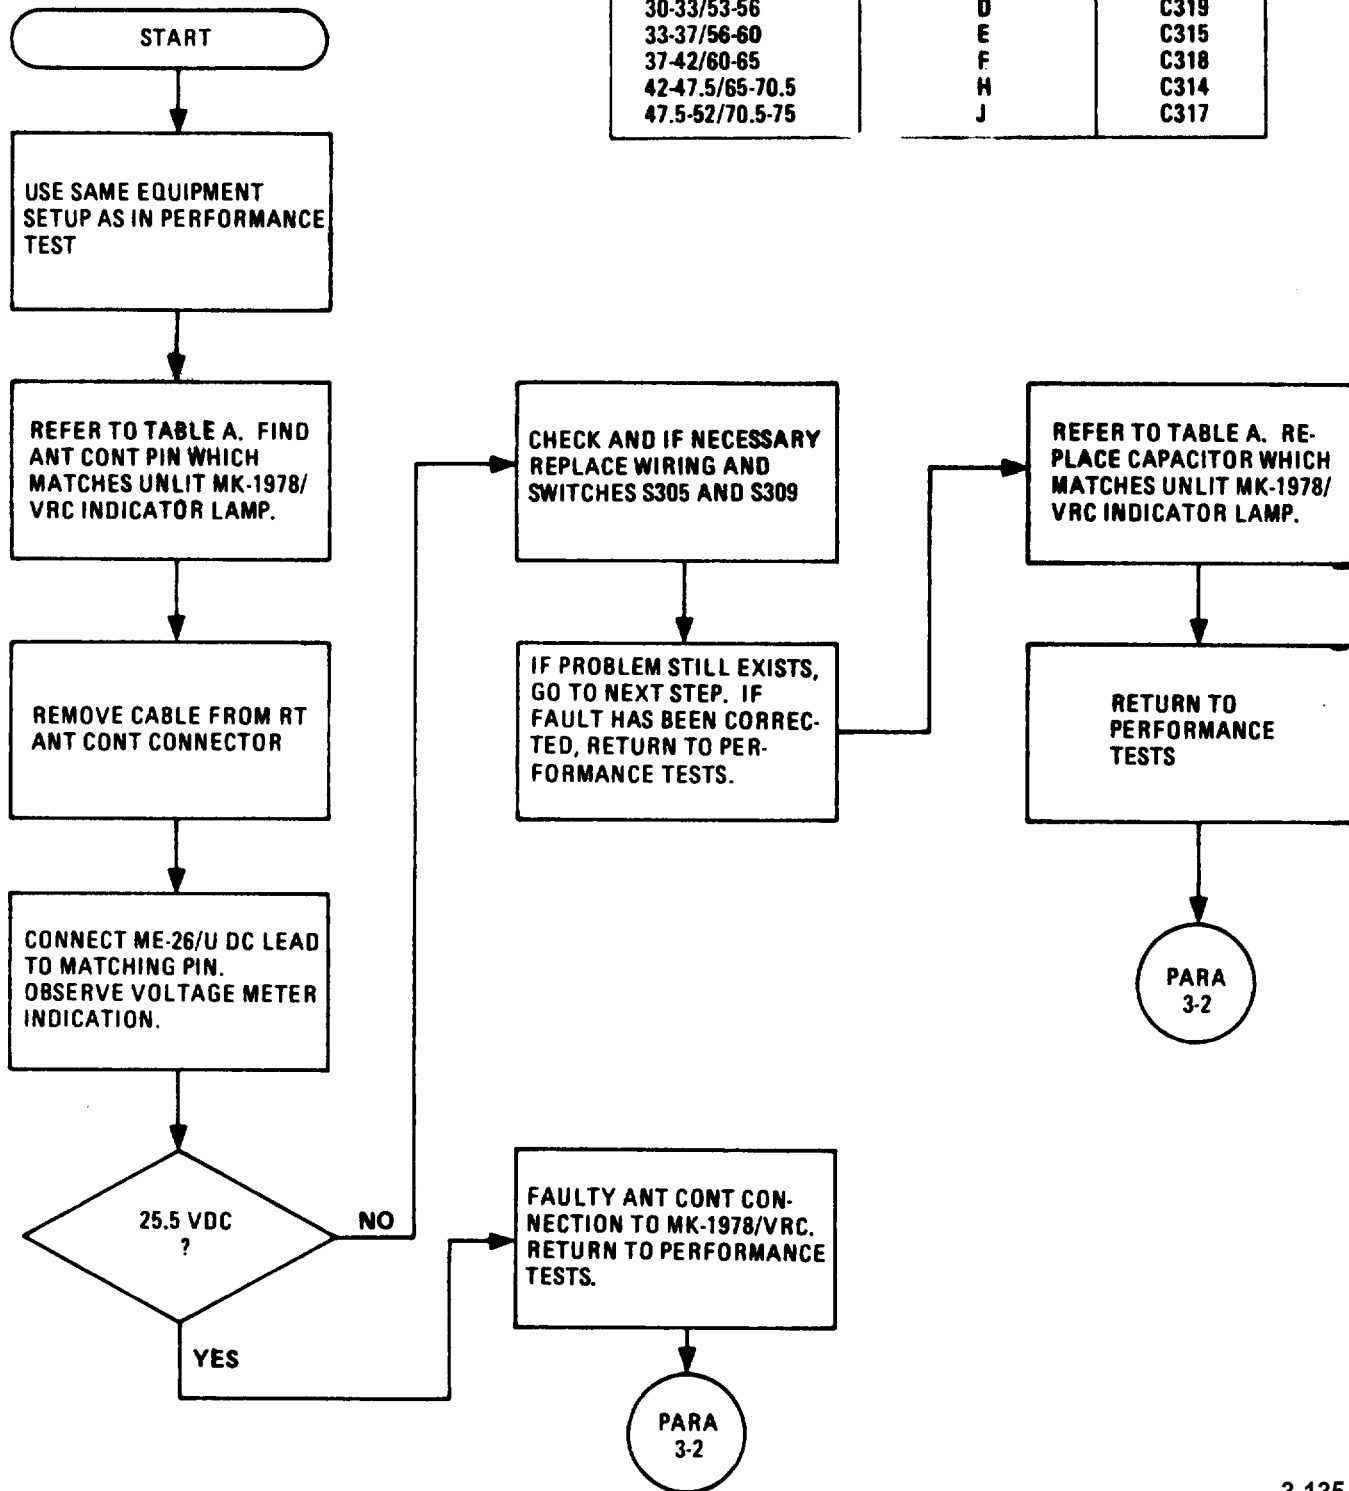 START
30-33/53-56 D C319
33-37/56-60 E C315
37-42/60-65 F C318
42-47.5/65-70.5 H C314
47.5-52/70.5-75 J C317
USE SAME EQUIPMENT
SETUP AS IN PERFORMANCE
TEST
REFER TO TABLE A. FIND
ANT CONT PIN WHICH
MATCHES UNLIT MK-1978/
VRC INDICATOR LAMP.
REMOVE CABLE FROM RT
ANT CONT CONNECTOR
CONNECT ME-26/U DC LEAD
TO MATCHING PIN.
OBSERVE VOLTAGE METER
INDICATION.
25.5 VDC
?
NO
YES
CHECK AND IF NECESSARY
REPLACE WIRING AND
SWITCHES S305 AND S309
IF PROBLEM STILL EXISTS,
GO TO NEXT STEP. IF
FAULT HAS BEEN CORREC-
TED, RETURN TO PER-
FORMANCE TESTS.
REFER TO TABLE A. RE-
PLACE CAPACITOR WHICH
MATCHES UNLIT MK-1978/
VRC INDICATOR LAMP.
RETURN TO
PERFORMANCE
TESTS
PARA
3-2
FAULTY ANT CONT CON-
NECTION TO MK-1978/VRC.
RETURN TO PERFORMANCE
TESTS.
PARA
3-2
3-135